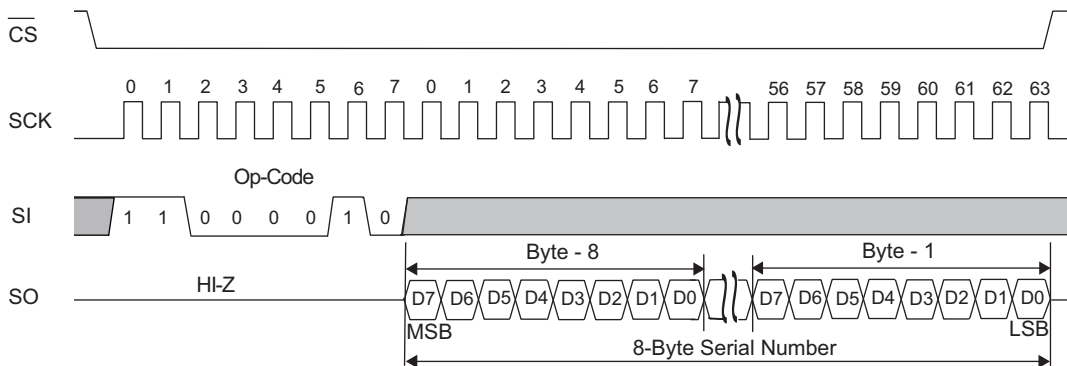 CS
0 1 2 3 4 5 6 7 0 1 2 3 4 5 6 7 56 57 58 59 60 61 62 63
SCK
Op-Code
SI 1 1 0 0 0 0 1 0
Byte - 8 Byte - 1
SO HI-Z D7 D6 D5 D4 D3 D2 D1 D0 D7 D6 D5 D4 D3 D2 D1 D0
MSB LSB
8-Byte Serial Number